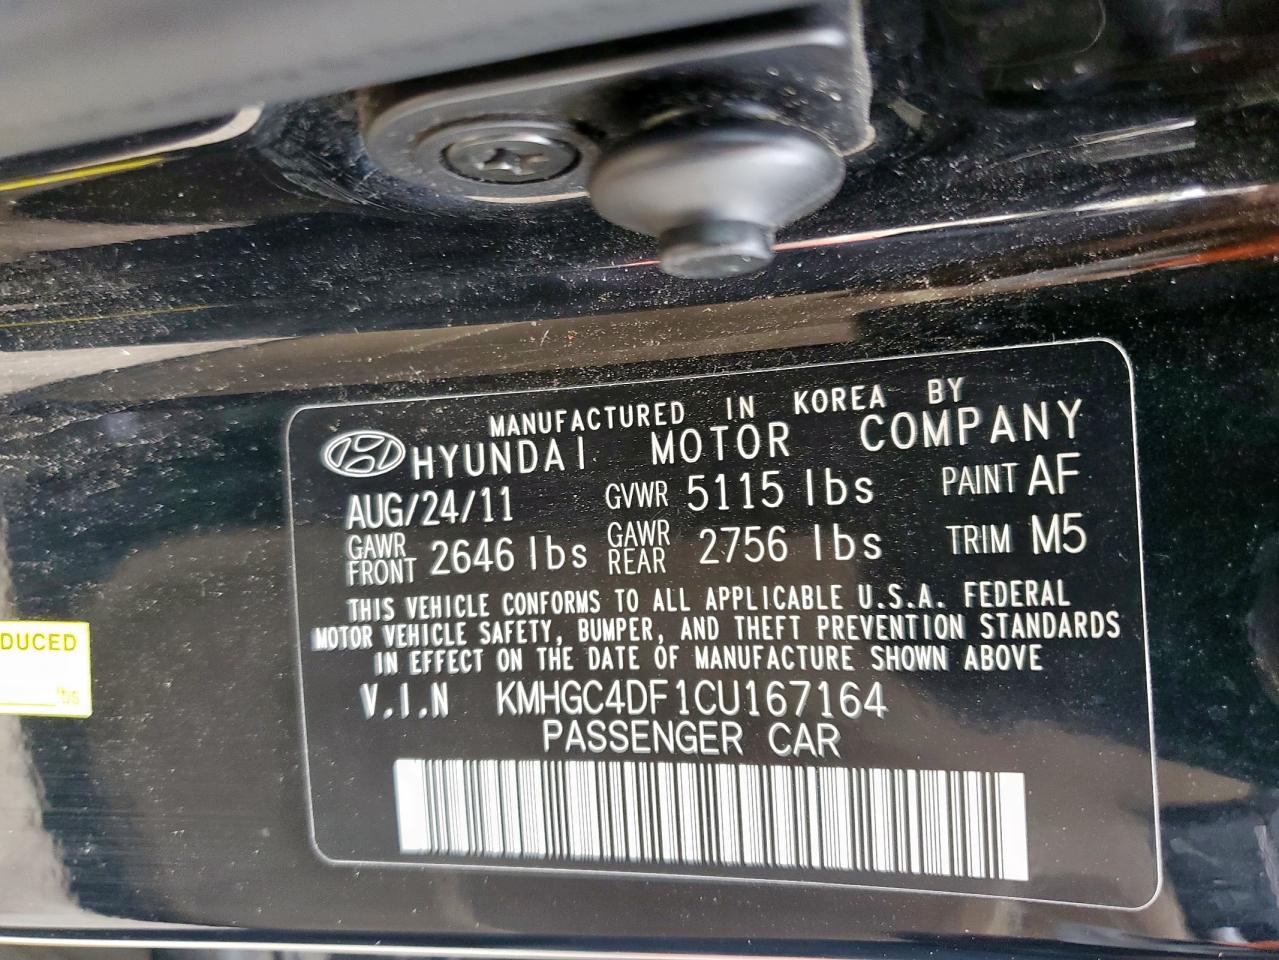 MANUFACTURED IN KOREA BY
HYUNDAI MOTOR COMPANY
AUG/24/11 GVWR 5115 lbs PAINT AF
GAWR FRONT 2646 lbs GAWR REAR 2756 lbs TRIM M5
THIS VEHICLE CONFORMS TO ALL APPLICABLE U.S.A. FEDERAL
MOTOR VEHICLE SAFETY, BUMPER, AND THEFT PREVENTION STANDARDS
IN EFFECT ON THE DATE OF MANUFACTURE SHOWN ABOVE
V.I.N KMHGC4DF1CU167164
PASSENGER CAR
DUCED
lbs